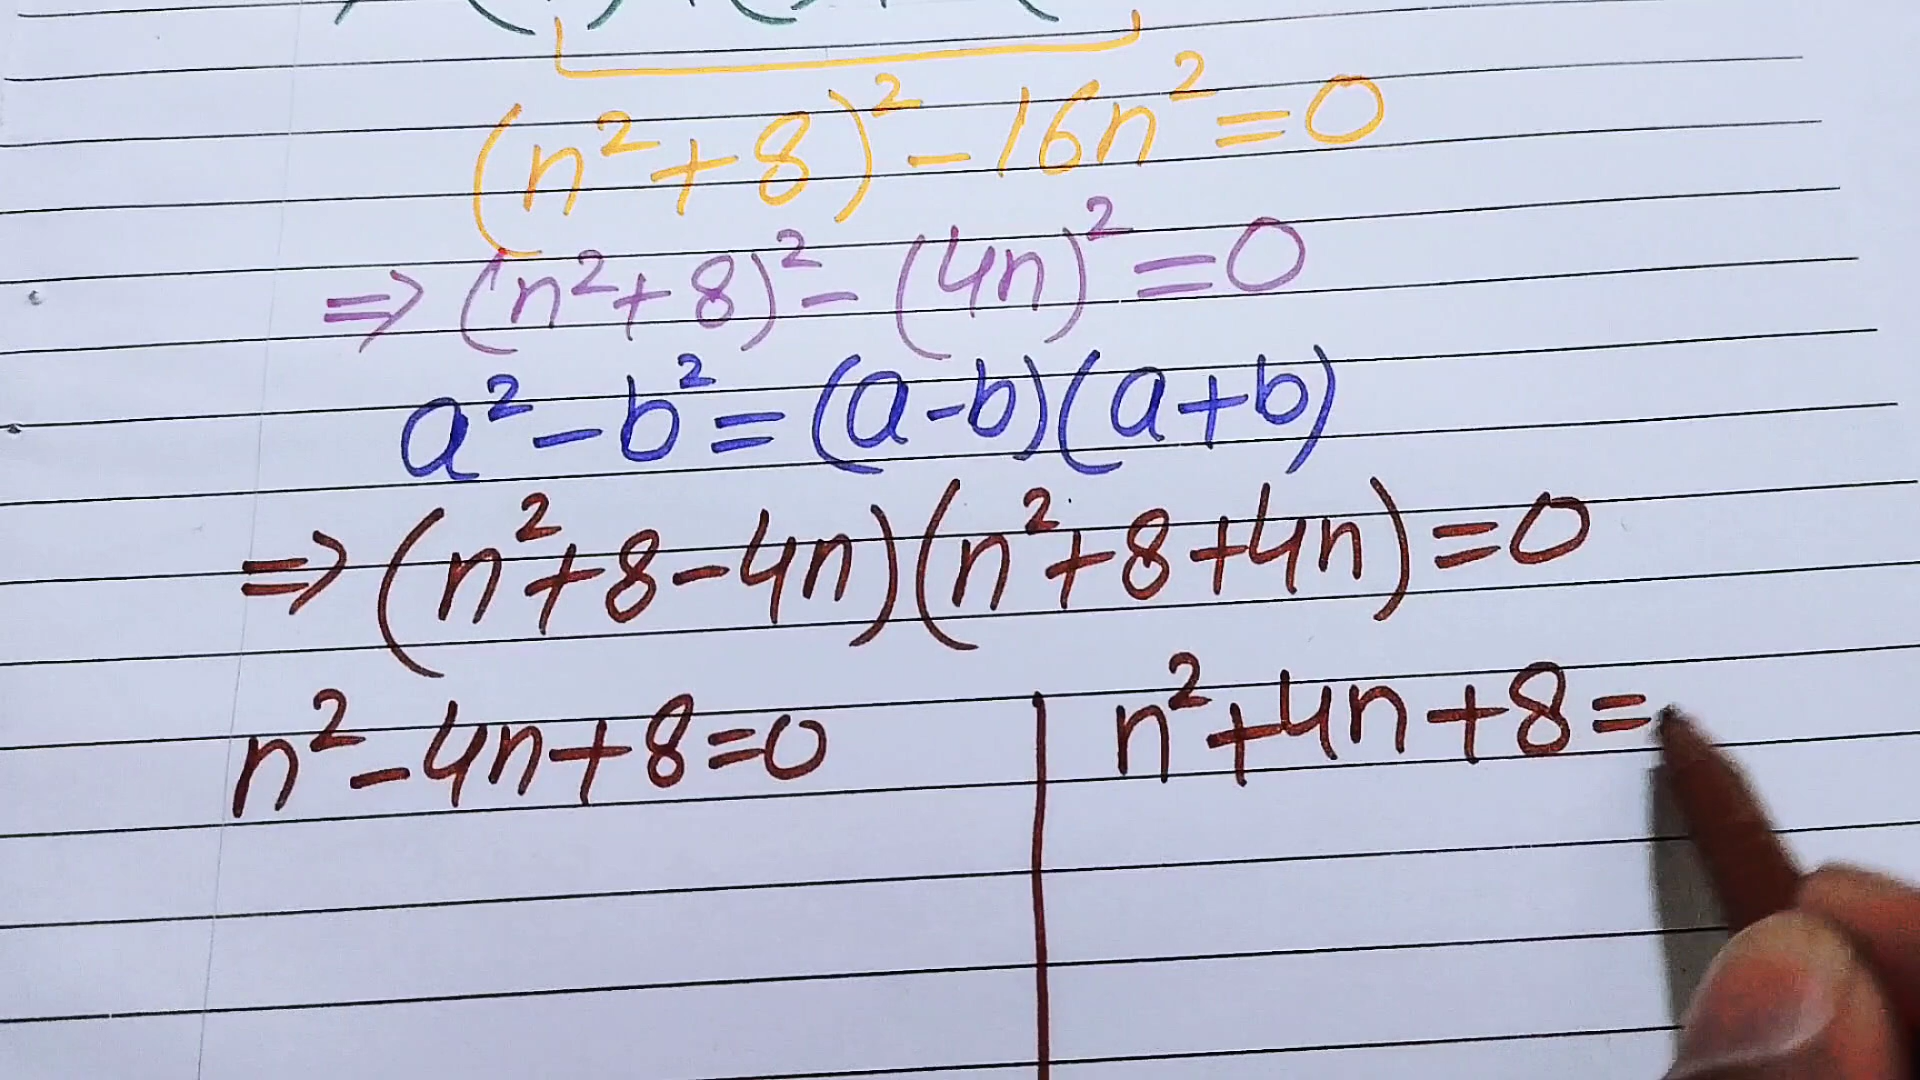 (n²+8)²-16n²=0
⇒(n²+8)²-(4n)²=0
a²-b²=(a-b)(a+b)
⇒(n²+8-4n)(n²+8+4n)=0
n²-4n+8=0
n²+4n+8=